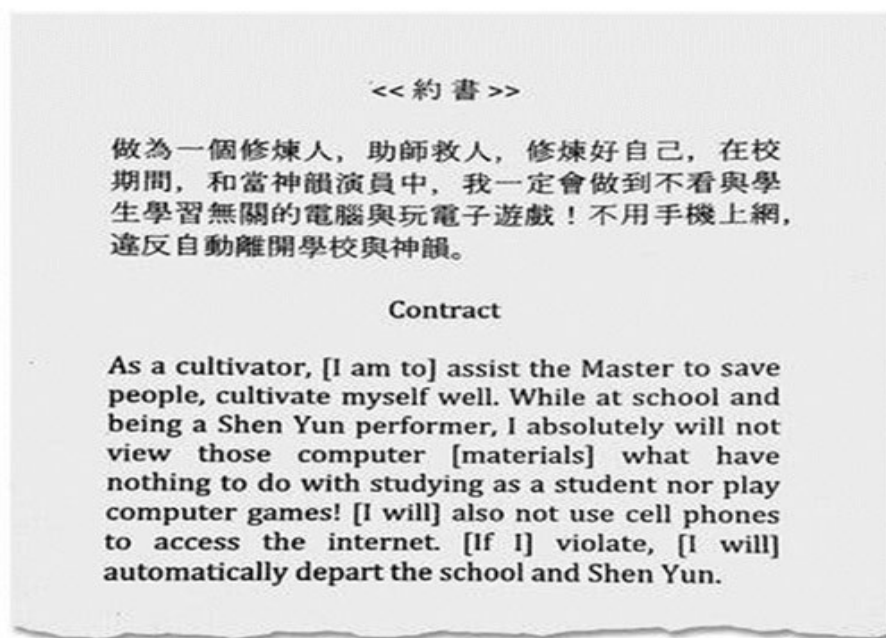 << 約 書 >>
做為一個修煉人，助師救人，修煉好自己，在校
期間，和當神韻演員中，我一定會做到不看與學
生學習無關的電腦與玩電子遊戲！不用手機上網，
違反自動離開學校與神韻。
Contract
As a cultivator, [I am to] assist the Master to save
people, cultivate myself well. While at school and
being a Shen Yun performer, I absolutely will not
view those computer [materials] what have
nothing to do with studying as a student nor play
computer games! [I will] also not use cell phones
to access the internet. [If I] violate, [I will]
automatically depart the school and Shen Yun.